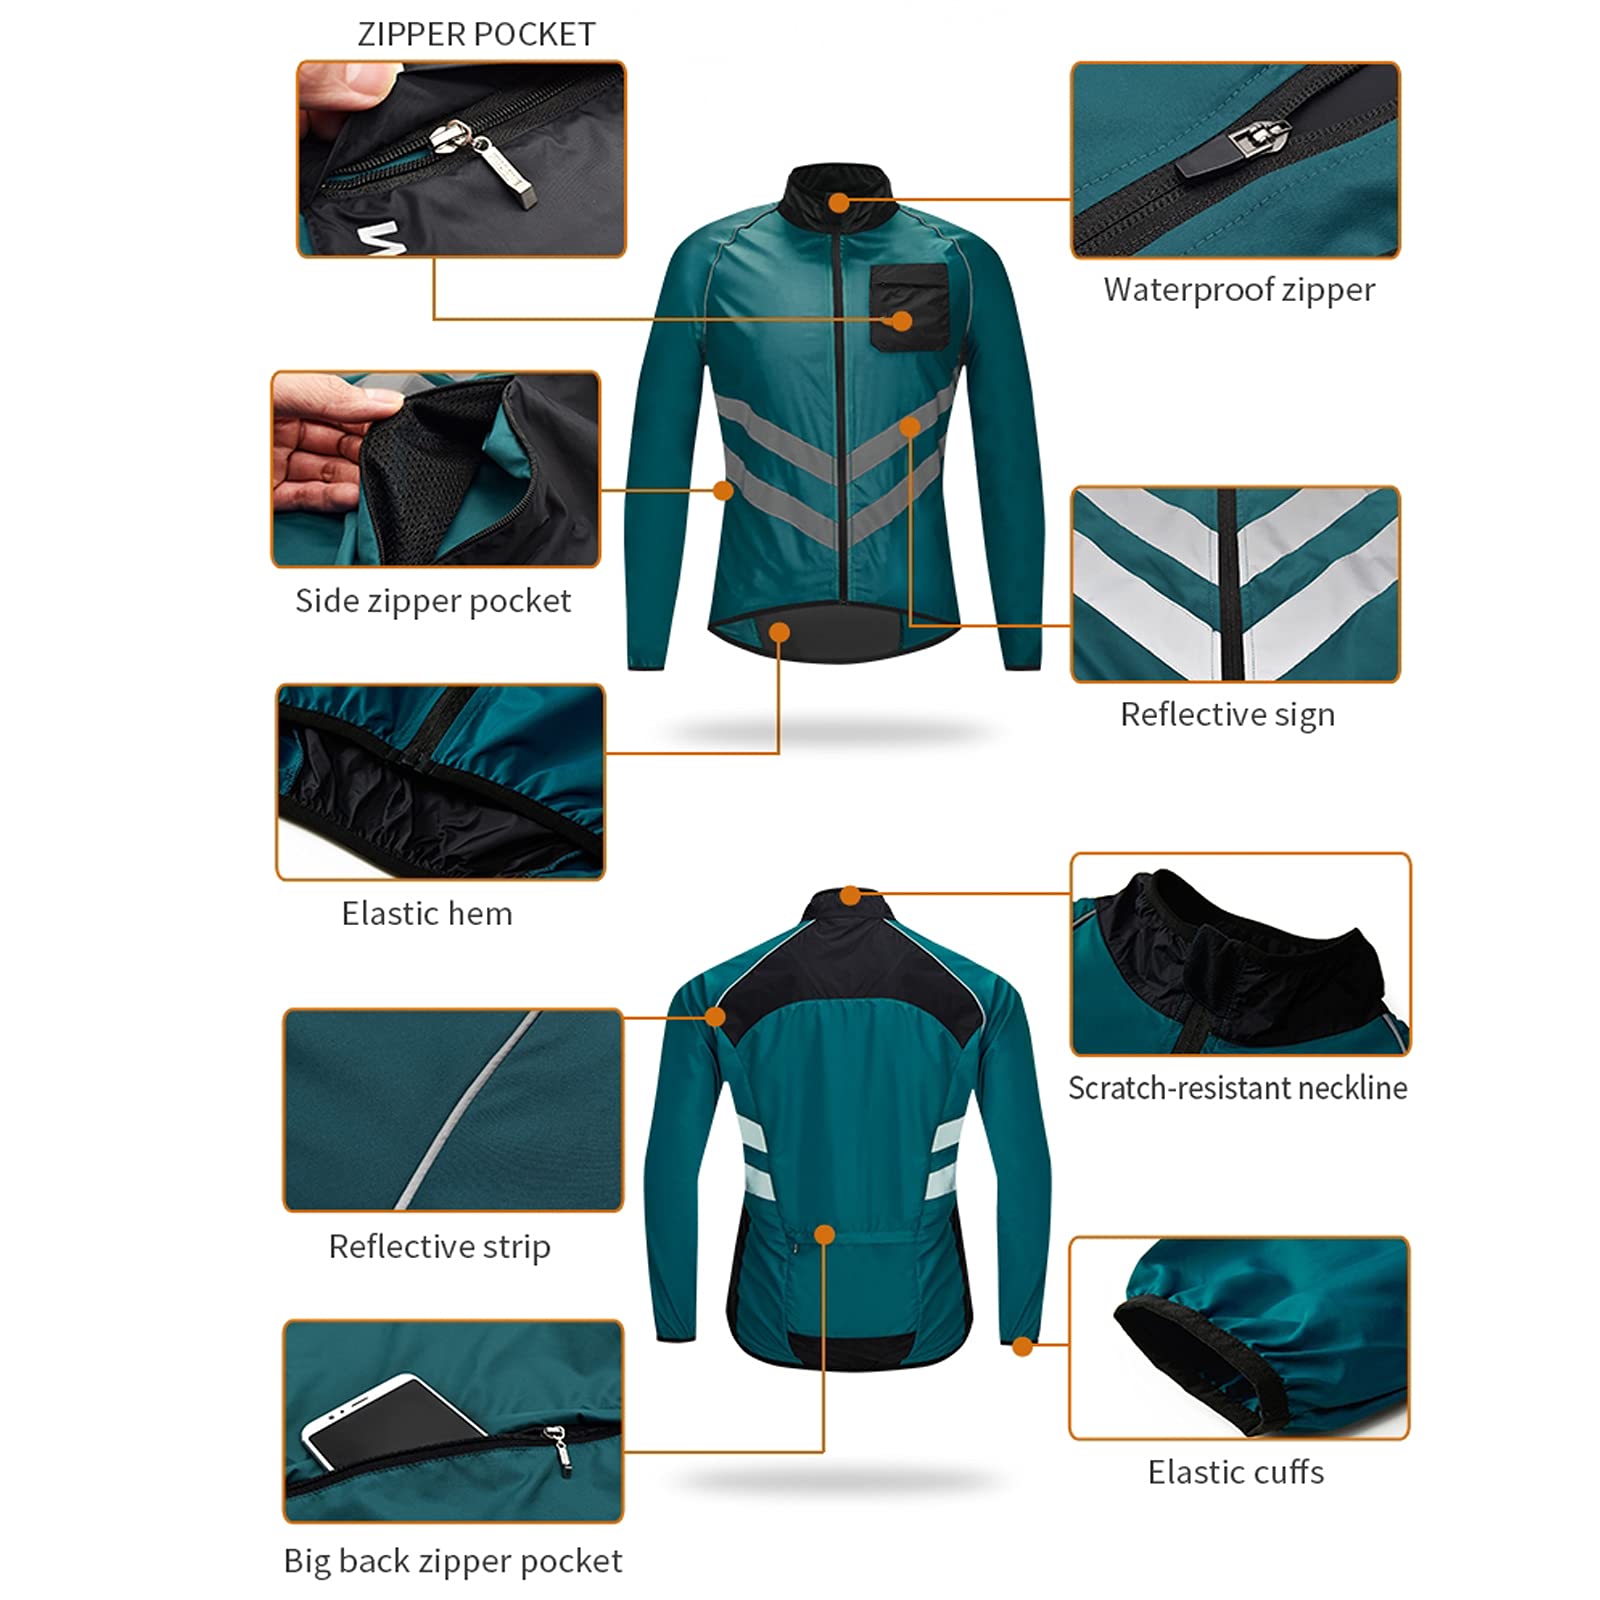 ZIPPER POCKET
Waterproof zipper
Side zipper pocket
Reflective sign
Elastic hem
Scratch-resistant neckline
Reflective strip
Elastic cuffs
Big back zipper pocket